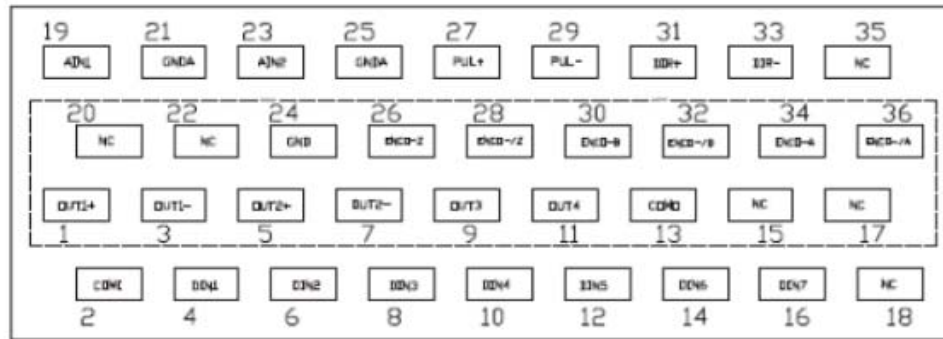 19 21 23 25 27 29 31 33 35
AIN1 GNDA AIN2 GNDA PUL+ PUL- DIR+ DIR- NC
20 22 24 26 28 30 32 34 36
NC NC GND ENCO-Z ENCO-/Z ENCO-B ENCO-/B ENCO-A ENCO-/A
OUT1+ OUT1- OUT2+ OUT2- OUT3 OUT4 COMO NC NC
1 3 5 7 9 11 13 15 17
COMI DIN1 DIN2 DIN3 DIN4 DIN5 DIN6 DIN7 NC
2 4 6 8 10 12 14 16 18